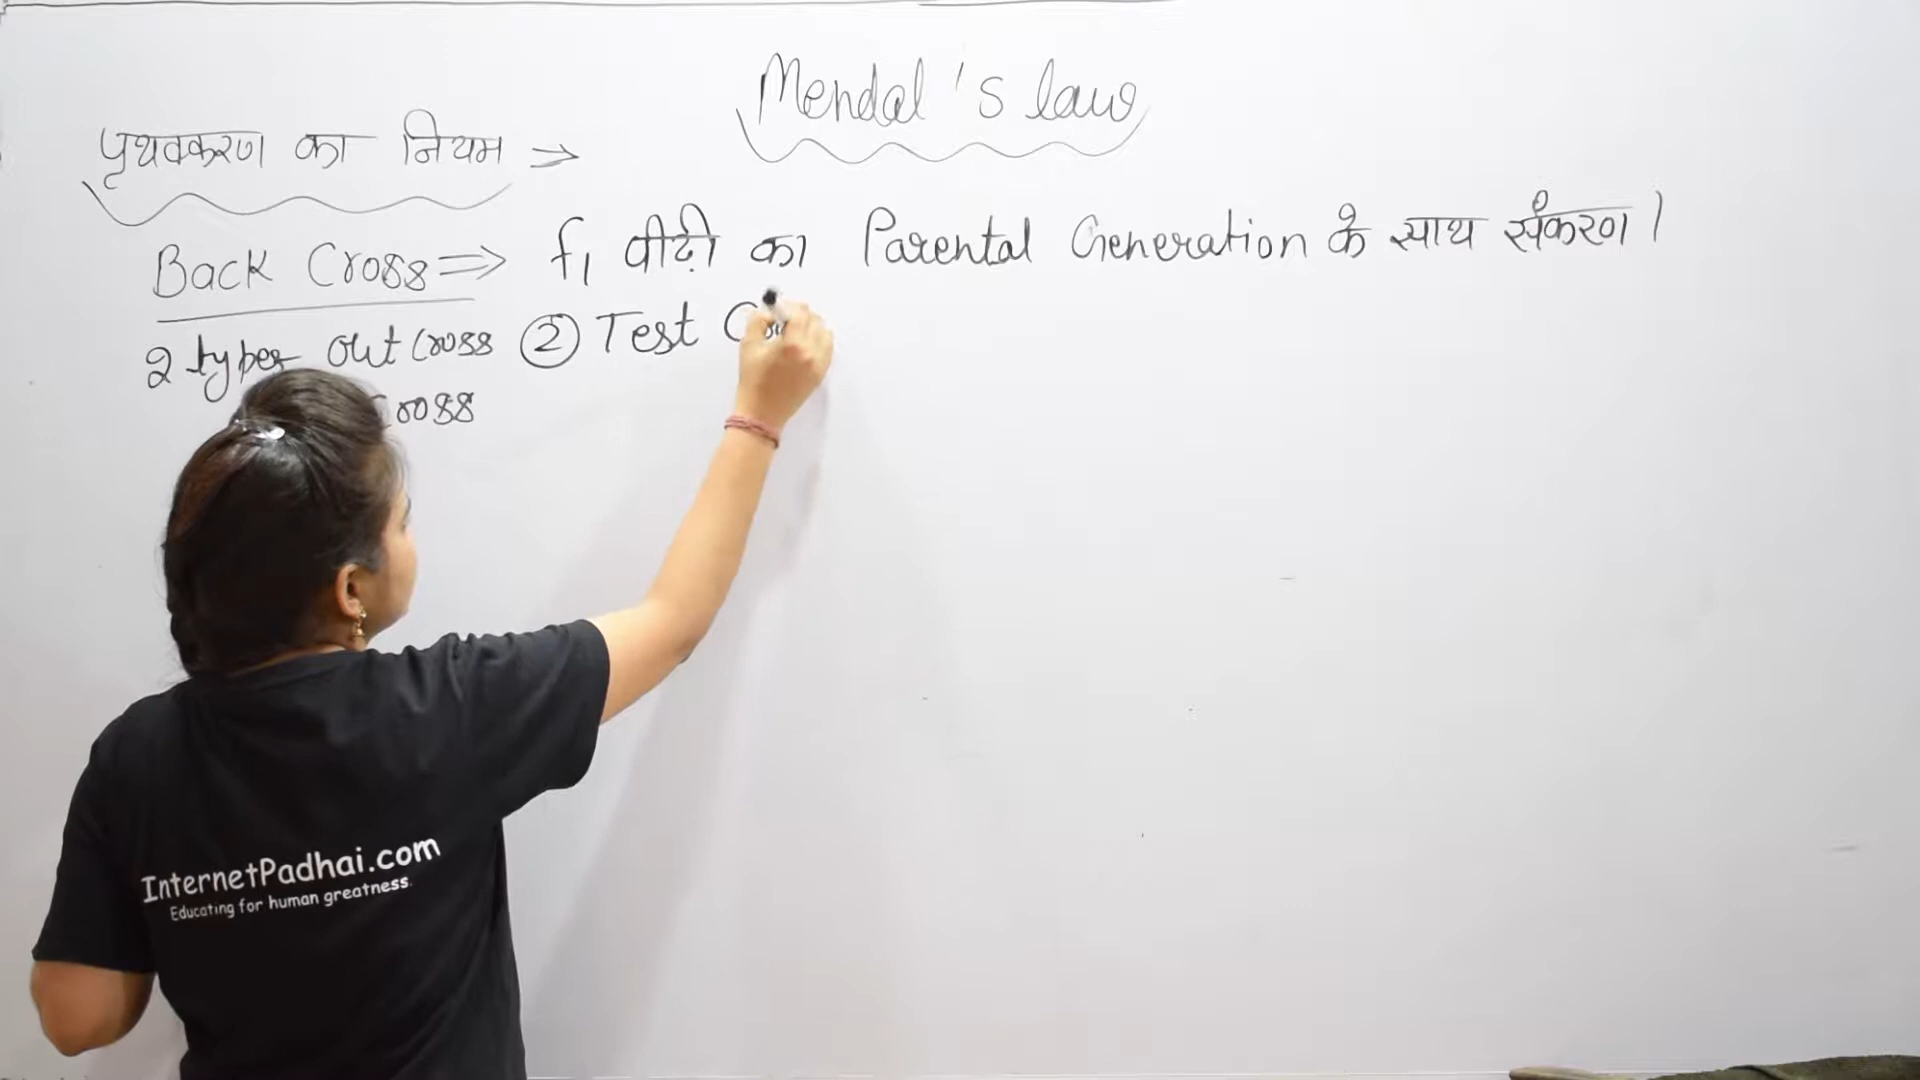 Mendal's law
पृथक्करण का नियम ⇒
Back Cross ⇒ f₁ पीढ़ी का Parental Generation के साथ संकरण।
2 types out Cross ② Test
Cross
InternetPadhai.com
Educating for human greatness.